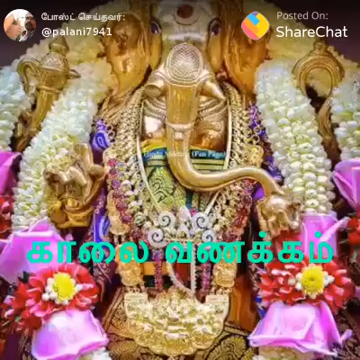 போஸ்ட் செய்தவர்:
@palani7941
Posted On:
ShareChat
காலை வணக்கம்